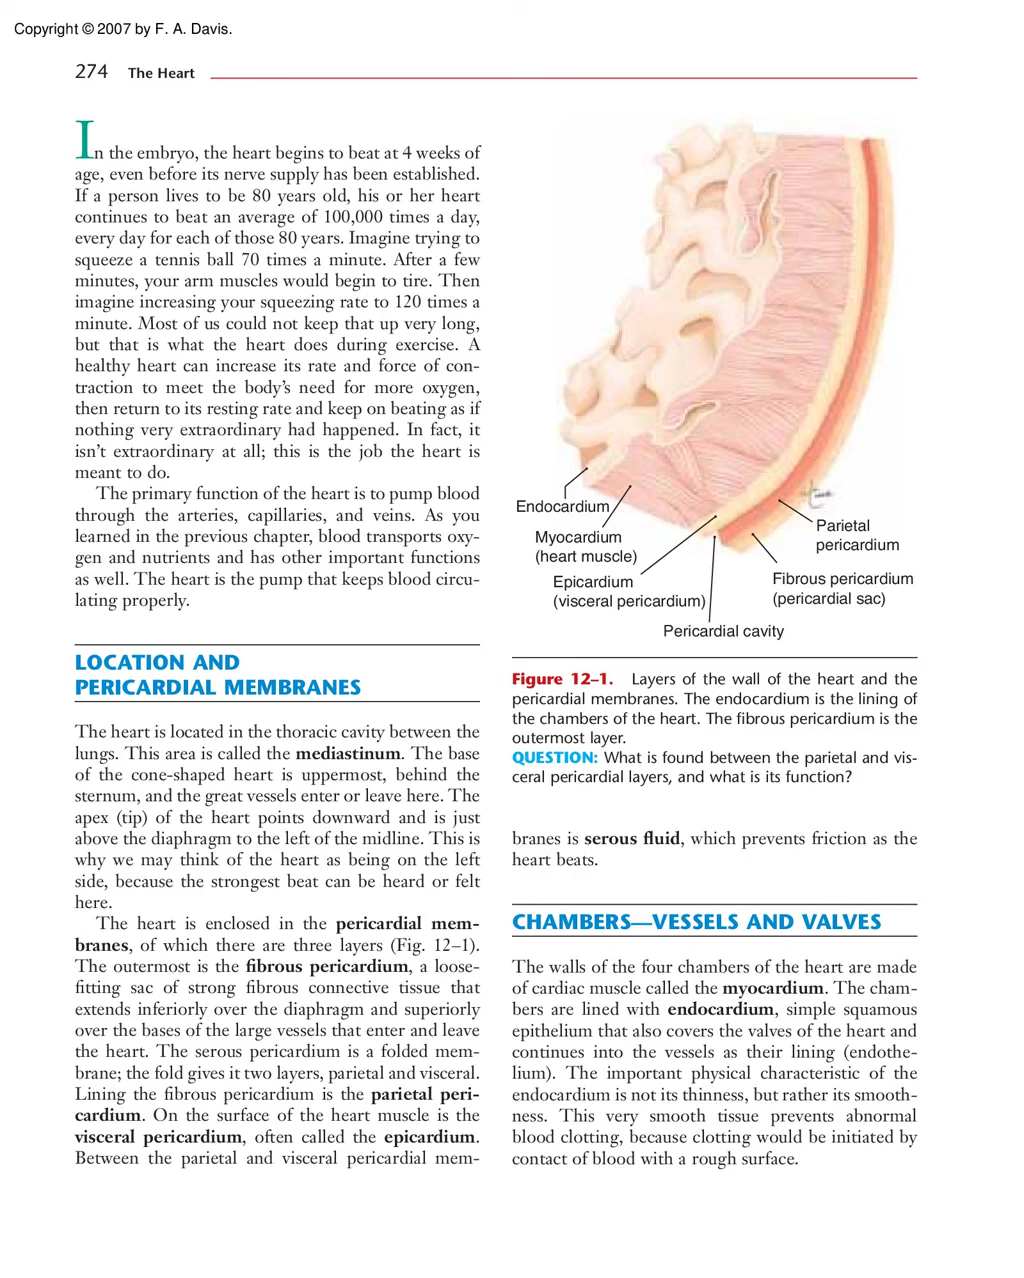 Copyright © 2007 by F. A. Davis.
274 The Heart
In the embryo, the heart begins to beat at 4 weeks of
age, even before its nerve supply has been established.
If a person lives to be 80 years old, his or her heart
continues to beat an average of 100,000 times a day,
every day for each of those 80 years. Imagine trying to
squeeze a tennis ball 70 times a minute. After a few
minutes, your arm muscles would begin to tire. Then
imagine increasing your squeezing rate to 120 times a
minute. Most of us could not keep that up very long,
but that is what the heart does during exercise. A
healthy heart can increase its rate and force of con-
traction to meet the body's need for more oxygen,
then return to its resting rate and keep on beating as if
nothing very extraordinary had happened. In fact, it
isn't extraordinary at all; this is the job the heart is
meant to do.
The primary function of the heart is to pump blood
through the arteries, capillaries, and veins. As you
learned in the previous chapter, blood transports oxy-
gen and nutrients and has other important functions
as well. The heart is the pump that keeps blood circu-
lating properly.
LOCATION AND
PERICARDIAL MEMBRANES
The heart is located in the thoracic cavity between the
lungs. This area is called the mediastinum. The base
of the cone-shaped heart is uppermost, behind the
sternum, and the great vessels enter or leave here. The
apex (tip) of the heart points downward and is just
above the diaphragm to the left of the midline. This is
why we may think of the heart as being on the left
side, because the strongest beat can be heard or felt
here.
The heart is enclosed in the pericardial mem-
branes, of which there are three layers (Fig. 12–1).
The outermost is the fibrous pericardium, a loose-
fitting sac of strong fibrous connective tissue that
extends inferiorly over the diaphragm and superiorly
over the bases of the large vessels that enter and leave
the heart. The serous pericardium is a folded mem-
brane; the fold gives it two layers, parietal and visceral.
Lining the fibrous pericardium is the parietal peri-
cardium. On the surface of the heart muscle is the
visceral pericardium, often called the epicardium.
Between the parietal and visceral pericardial mem-
Endocardium
Myocardium
(heart muscle)
Epicardium
(visceral pericardium)
Pericardial cavity
Parietal
pericardium
Fibrous pericardium
(pericardial sac)
Figure 12–1. Layers of the wall of the heart and the
pericardial membranes. The endocardium is the lining of
the chambers of the heart. The fibrous pericardium is the
outermost layer.
QUESTION: What is found between the parietal and vis-
ceral pericardial layers, and what is its function?
branes is serous fluid, which prevents friction as the
heart beats.
CHAMBERS—VESSELS AND VALVES
The walls of the four chambers of the heart are made
of cardiac muscle called the myocardium. The cham-
bers are lined with endocardium, simple squamous
epithelium that also covers the valves of the heart and
continues into the vessels as their lining (endothe-
lium). The important physical characteristic of the
endocardium is not its thinness, but rather its smooth-
ness. This very smooth tissue prevents abnormal
blood clotting, because clotting would be initiated by
contact of blood with a rough surface.